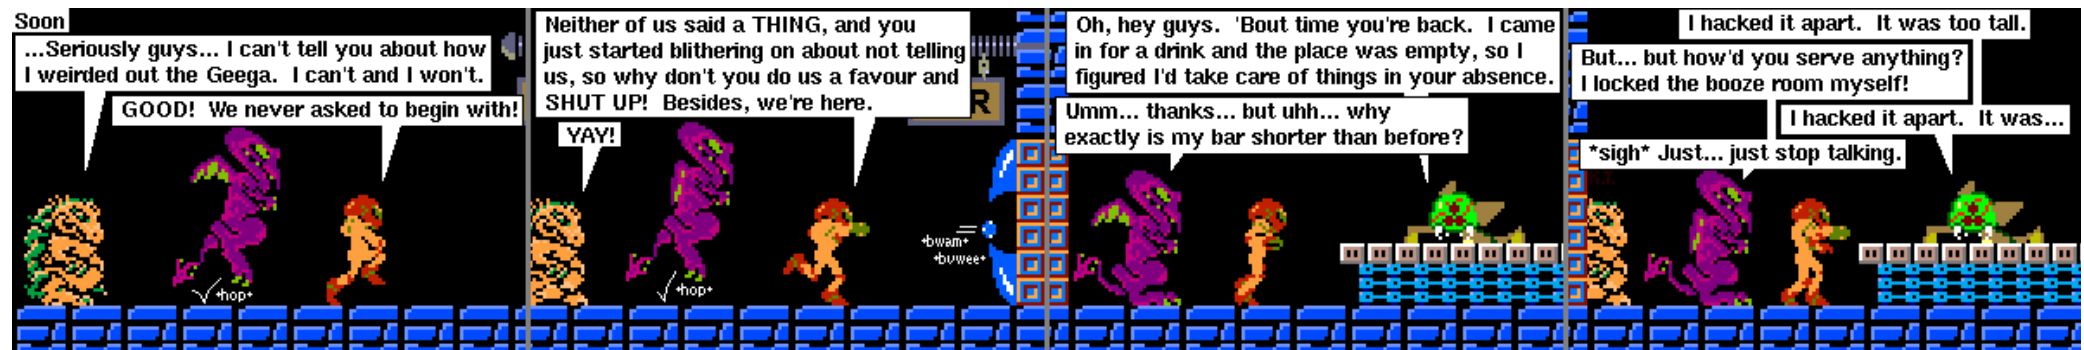 Soon
...Seriously guys... I can't tell you about how
I weirded out the Geega.  I can't and I won't.
GOOD!  We never asked to begin with!
*hop*
Neither of us said a THING, and you
just started blithering on about not telling
us, so why don't you do us a favour and
SHUT UP!  Besides, we're here.
YAY!
R
*hop*
*bwam*
*bvwee*
Oh, hey guys.  'Bout time you're back.  I came
in for a drink and the place was empty, so I
figured I'd take care of things in your absence.
Umm... thanks... but uhh... why
exactly is my bar shorter than before?
I hacked it apart.  It was too tall.
But... but how'd you serve anything?
I locked the booze room myself!
I hacked it apart.  It was...
*sigh* Just... just stop talking.